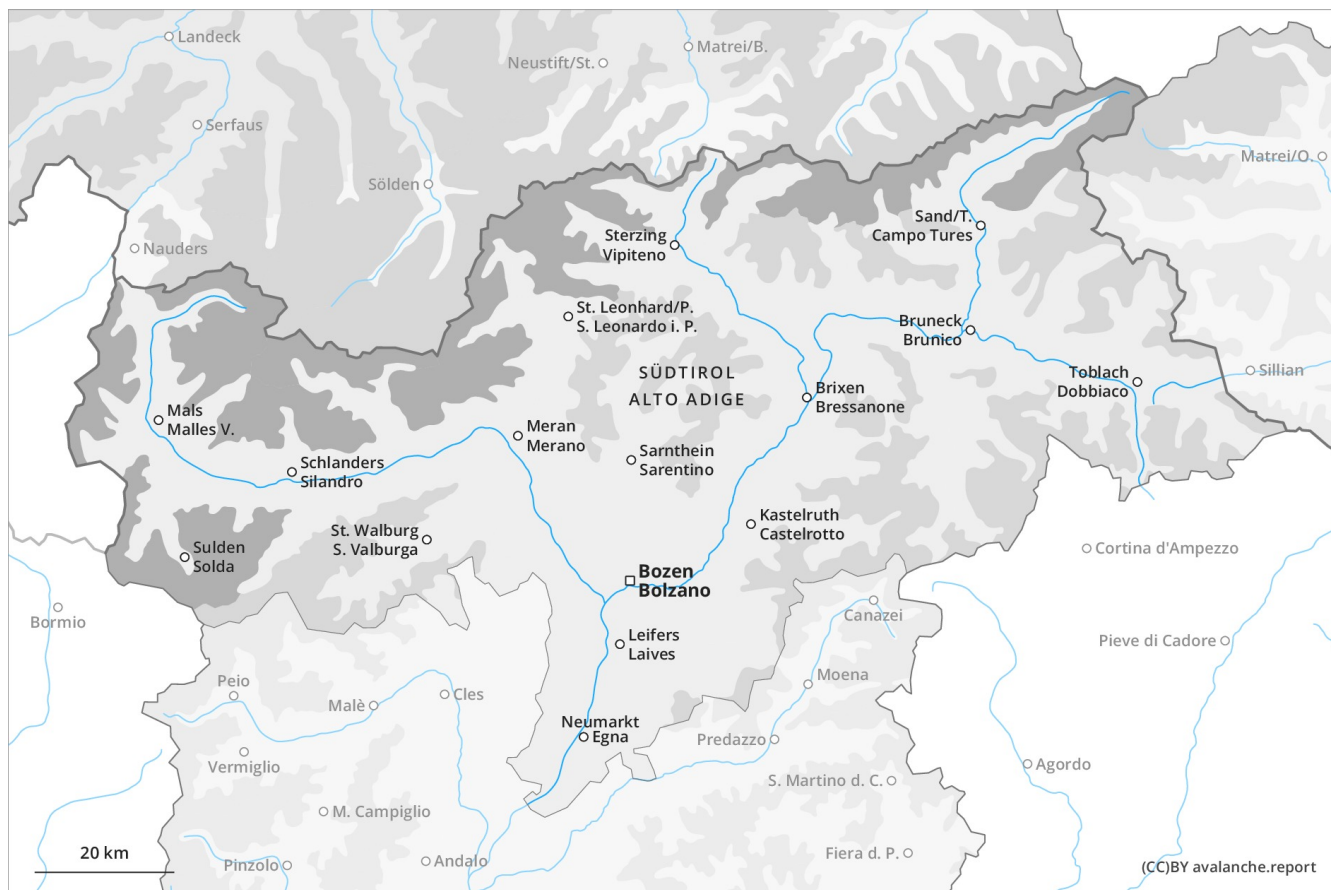 Landeck
Matrei/B.
Neustift/St.
Serfaus
Matrei/O.
Sölden
Sand/T.
Campo Tures
Sterzing
Vipiteno
Nauders
St. Leonhard/P.
S. Leonardo i. P.
Bruneck
Brunico
SÜDTIROL
ALTO ADIGE
Toblach
Dobbiaco
Sillian
Brixen
Bressanone
Mals
Malles V.
Meran
Merano
Sarnthein
Sarentino
Schlanders
Silandro
Kastelruth
Castelrotto
St. Walburg
S. Valburga
Sulden
Solda
Cortina d'Ampezzo
Bozen
Bolzano
Bormio
Canazei
Leifers
Laives
Pieve di Cadore
Peio
Malè
Cles
Moena
Neumarkt
Egna
Predazzo
Vermiglio
Agordo
S. Martino d. C.
M. Campiglio
20 km
Pinzolo
Andalo
Fiera d. P.
(CC)BY avalanche.report